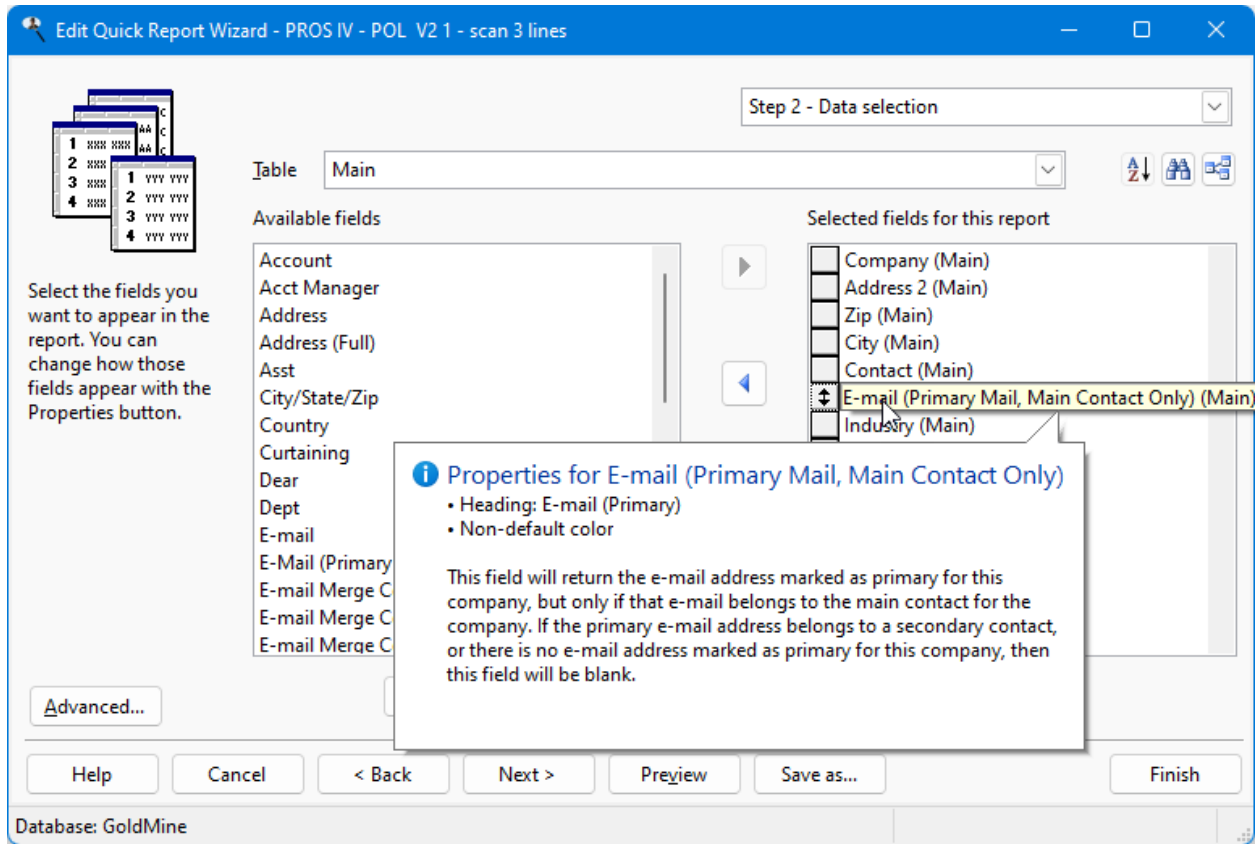 Edit Quick Report Wizard - PROS IV - POL  V2 1 - scan 3 lines
Step 2 - Data selection
Table
Main
Available fields
Selected fields for this report
Select the fields you
want to appear in the
report. You can
change how those
fields appear with the
Properties button.
Account
Acct Manager
Address
Address (Full)
Asst
City/State/Zip
Country
Curtaining
Dear
Dept
E-mail
E-Mail (Primary
E-mail Merge C
E-mail Merge C
E-mail Merge C
Company (Main)
Address 2 (Main)
Zip (Main)
City (Main)
Contact (Main)
E-mail (Primary Mail, Main Contact Only) (Main)
Industry (Main)
Properties for E-mail (Primary Mail, Main Contact Only)
• Heading: E-mail (Primary)
• Non-default color
This field will return the e-mail address marked as primary for this
company, but only if that e-mail belongs to the main contact for the
company. If the primary e-mail address belongs to a secondary contact,
or there is no e-mail address marked as primary for this company, then
this field will be blank.
Advanced...
Help
Cancel
< Back
Next >
Preview
Save as...
Finish
Database: GoldMine